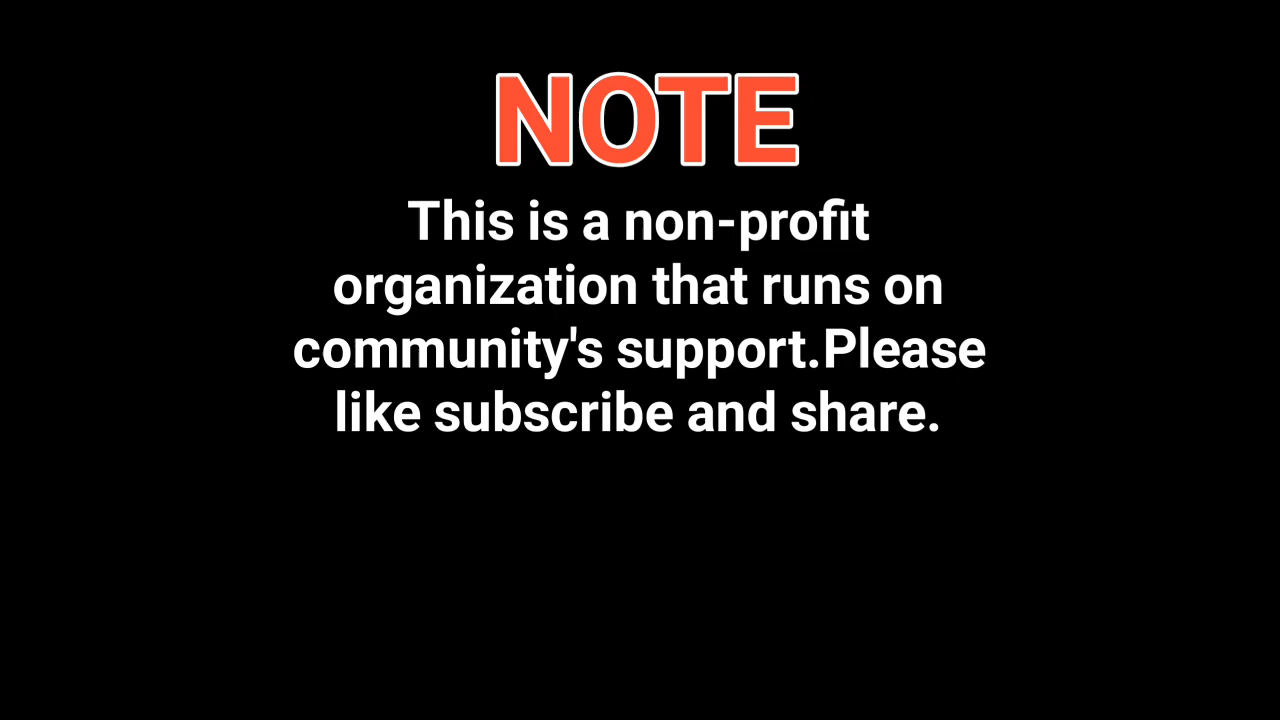 NOTE
This is a non-profit
organization that runs on
community's support.Please
like subscribe and share.